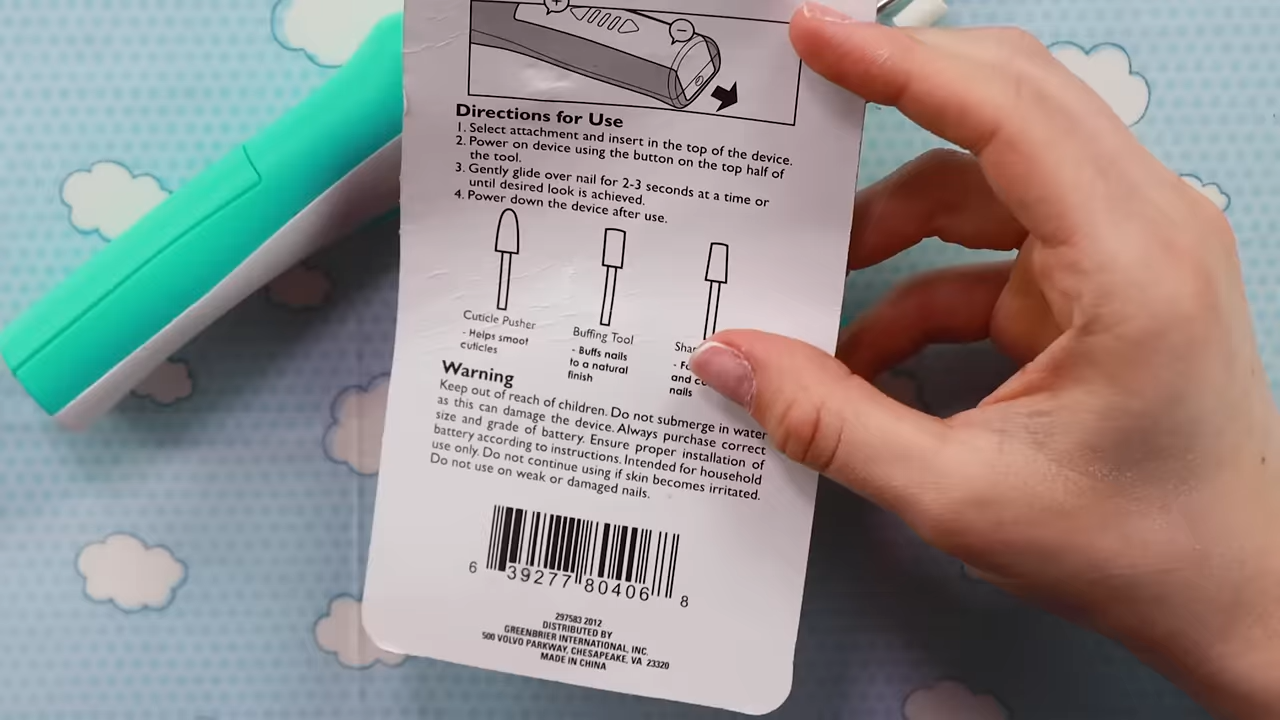 Directions for Use
1. Select attachment and insert in the top of the device.
2. Power on device using the button on the top half of
the tool.
3. Gently glide over nail for 2-3 seconds at a time or
until desired look is achieved.
4. Power down the device after use.
Cuticle Pusher
- Helps smoot
cuticles
Buffing Tool
- Buffs nails
to a natural
finish
nails
Warning
Keep out of reach of children. Do not submerge in water
as this can damage the device. Always purchase correct
size and grade of battery. Ensure proper installation of
battery according to instructions. Intended for household
use only. Do not continue using if skin becomes irritated.
Do not use on weak or damaged nails.
6 39277 80406 8
297583 2012
DISTRIBUTED BY
GREENBRIER INTERNATIONAL, INC.
500 VOLVO PARKWAY, CHESAPEAKE, VA 23320
MADE IN CHINA